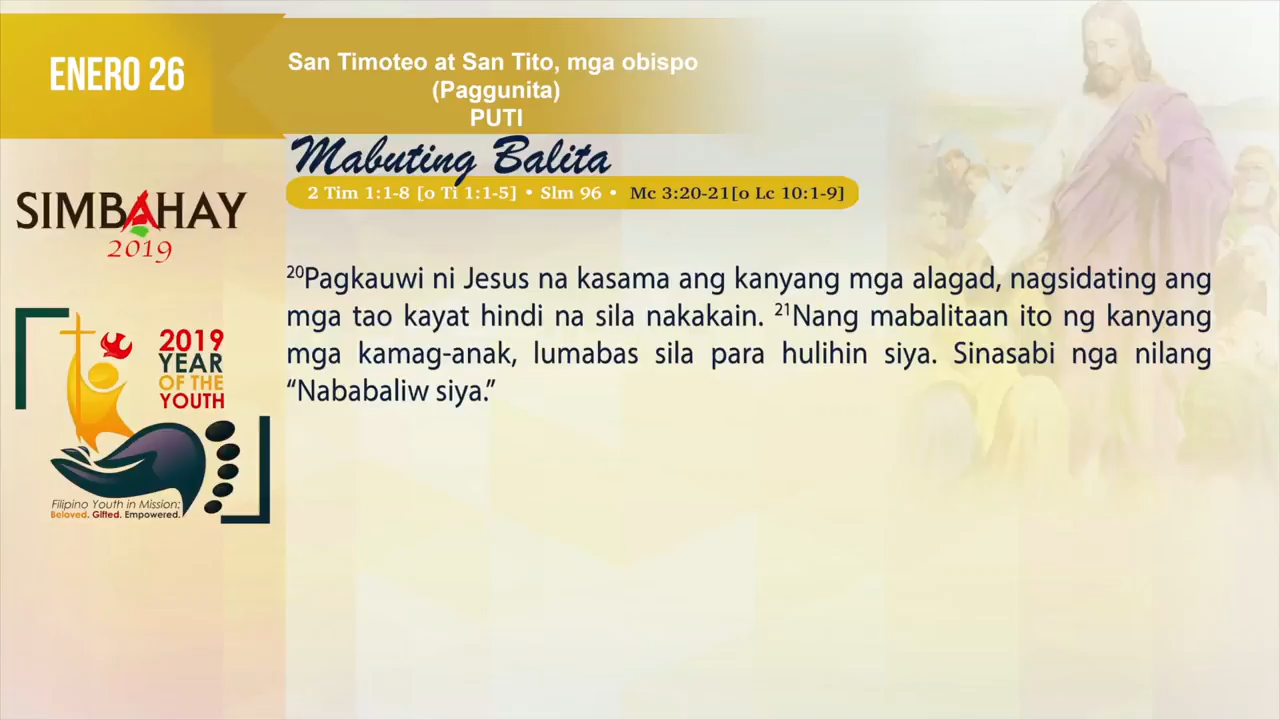 ENERO 26
San Timoteo at San Tito, mga obispo
(Paggunita)
PUTI
Mabuting Balita
2 Tim 1:1-8 [o Ti 1:1-5] • Slm 96 • Mc 3:20-21[o Lc 10:1-9]
SIMBAHAY
2019
20Pagkauwi ni Jesus na kasama ang kanyang mga alagad, nagsidating ang
mga tao kayat hindi na sila nakakain. 21Nang mabalitaan ito ng kanyang
mga kamag-anak, lumabas sila para hulihin siya. Sinasabi nga nilang
“Nababaliw siya.”
2019
YEAR
OF THE
YOUTH
Filipino Youth in Mission:
Beloved. Gifted. Empowered.